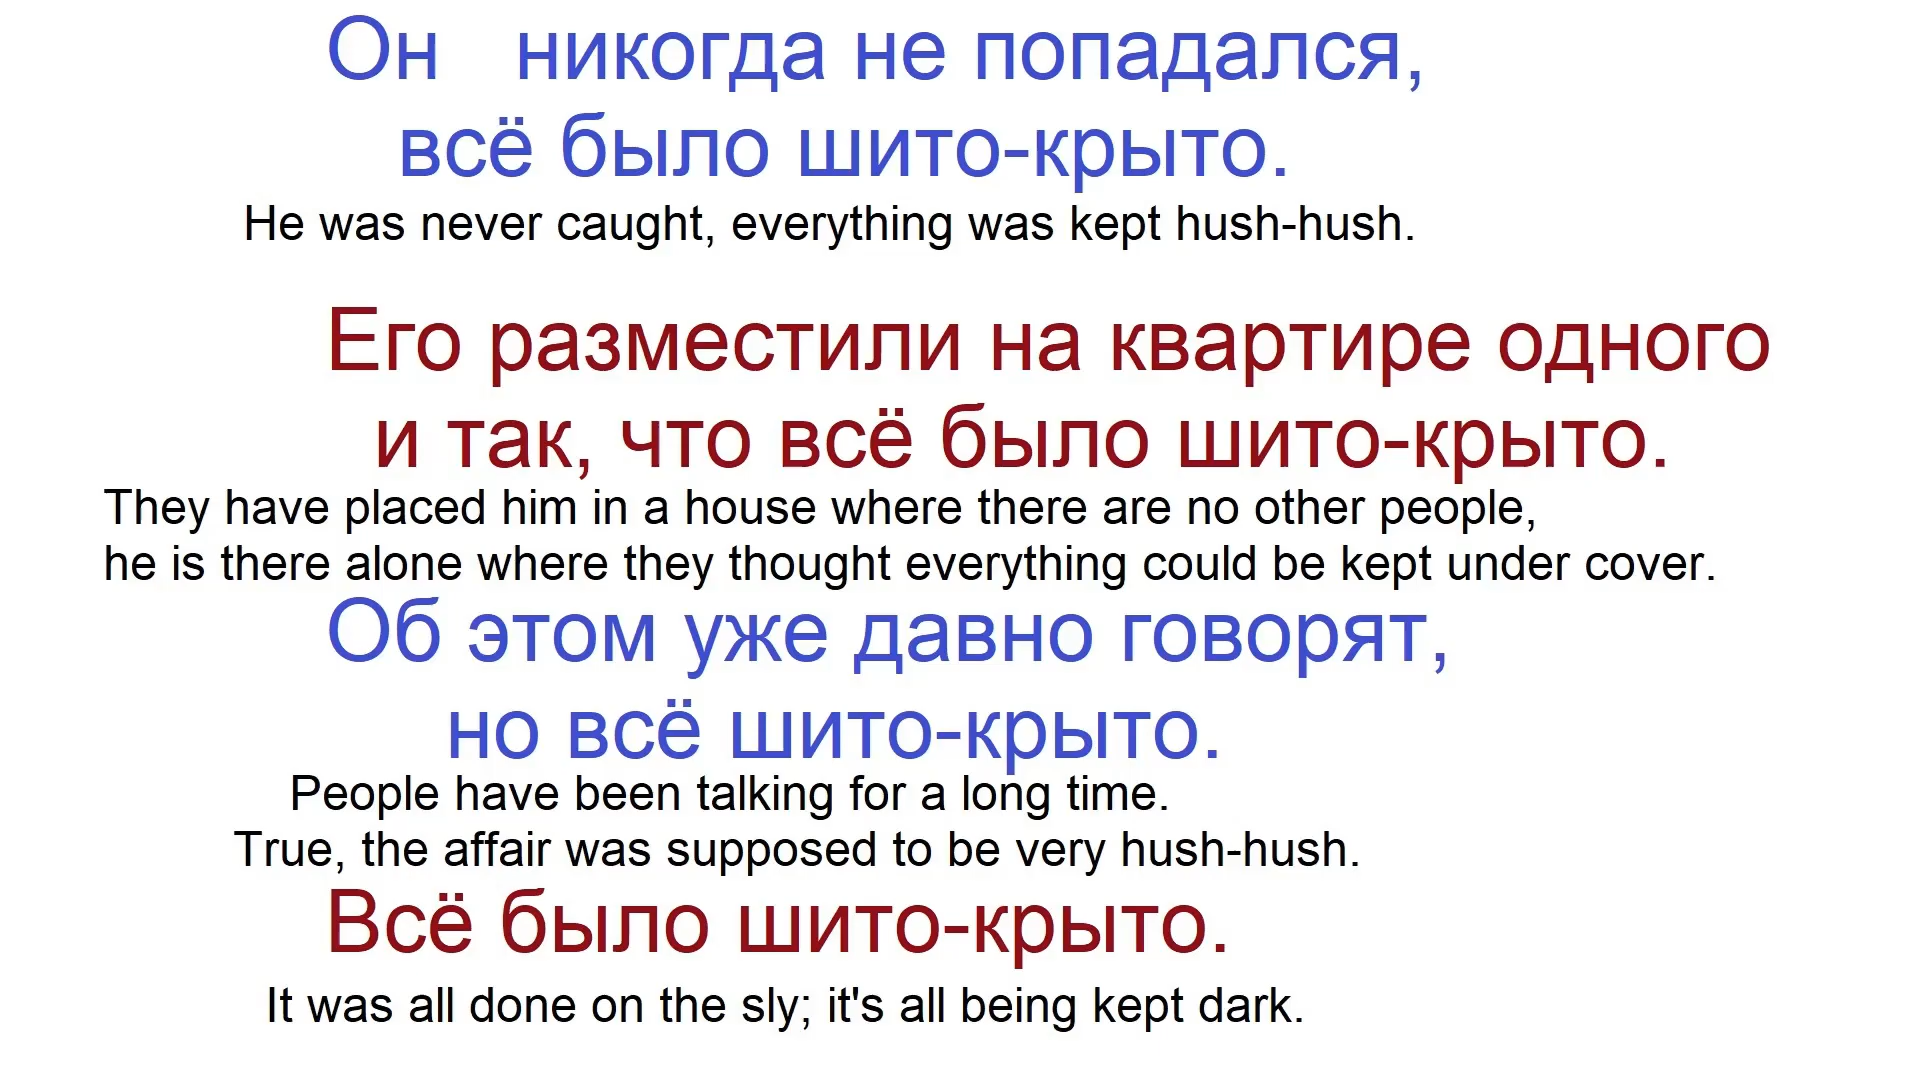 Он никогда не попадался,
всё было шито-крыто.
He was never caught, everything was kept hush-hush.
Его разместили на квартире одного
и так, что всё было шито-крыто.
They have placed him in a house where there are no other people,
he is there alone where they thought everything could be kept under cover.
Об этом уже давно говорят,
но всё шито-крыто.
People have been talking for a long time.
True, the affair was supposed to be very hush-hush.
Всё было шито-крыто.
It was all done on the sly; it's all being kept dark.